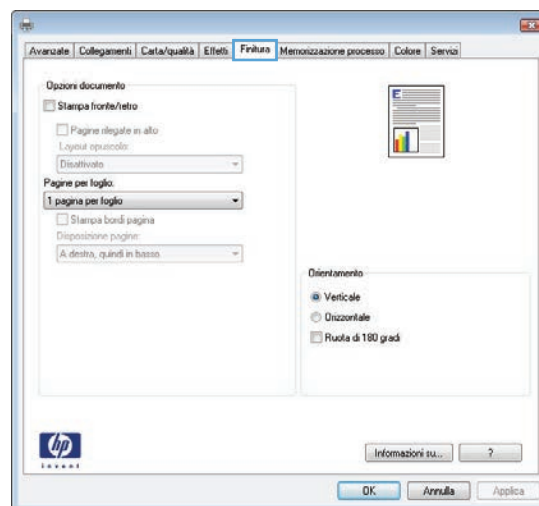 Avanzate Collegamenti Carta/qualità Effetti Finitura Memorizzazione processo Colore Servizi
Opzioni documento
Stampa fronte/retro
Pagine rilegate in alto
Layout opuscolo:
Disattivato
Pagine per foglio:
1 pagina per foglio
Stampa bordi pagina
Disposizione pagine:
A destra, quindi in basso
E
Orientamento
Verticale
Orizzontale
Ruota di 180 gradi
hp
invent
Informazioni su... ?
OK Annulla Applica